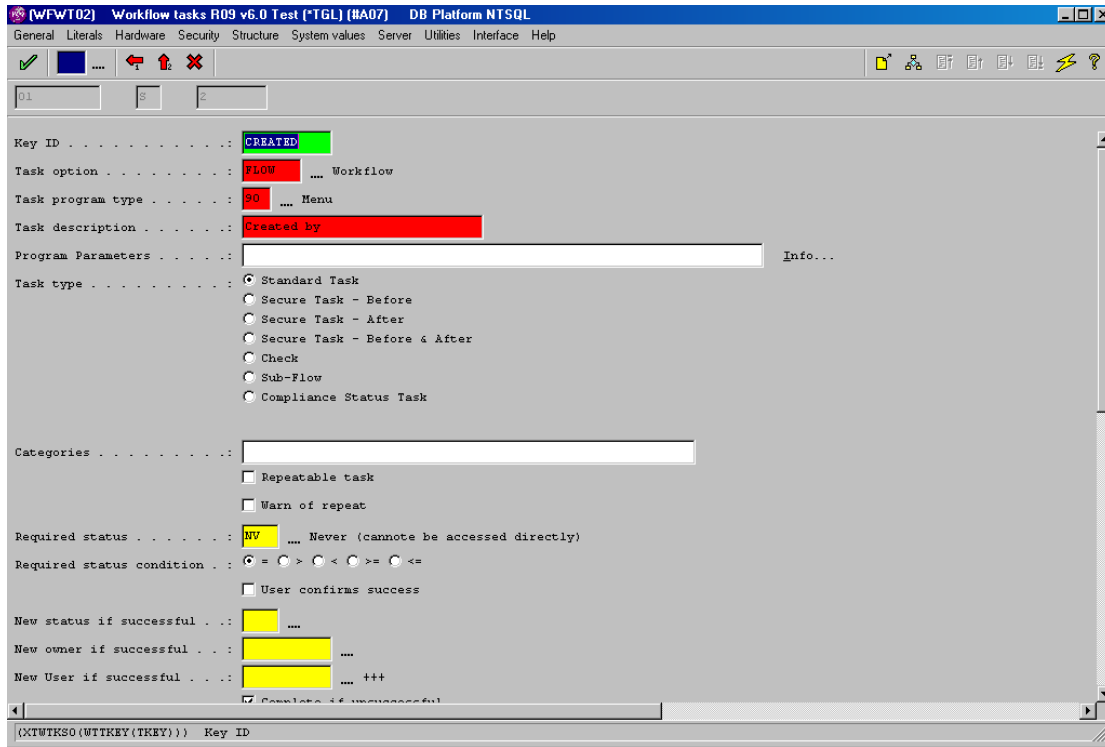 (WFWT02) Workflow tasks R09 v6.0 Test (*TGL) (#A07) DB Platform NTSQL
General Literals Hardware Security Structure System values Server Utilities Interface Help
01 S 2
Key ID . . . . . . . . . . .: CREATED
Task option . . . . . . . . : FLOW .... Workflow
Task program type . . . . . : 90 .... Menu
Task description . . . . . .: Created by
Program Parameters . . . . .: Info...
Task type . . . . . . . . . : Standard Task
Secure Task - Before
Secure Task - After
Secure Task - Before & After
Check
Sub-Flow
Compliance Status Task
Categories . . . . . . . . .:
Repeatable task
Warn of repeat
Required status . . . . . . : NV .... Never (cannote be accessed directly)
Required status condition . : = > < >= <=
User confirms success
New status if successful . .: ....
New owner if successful . . : ....
New User if successful . . .: .... +++
Complete if unsuccessful
(XTWTKSO(WTTKEY(TKEY))) Key ID